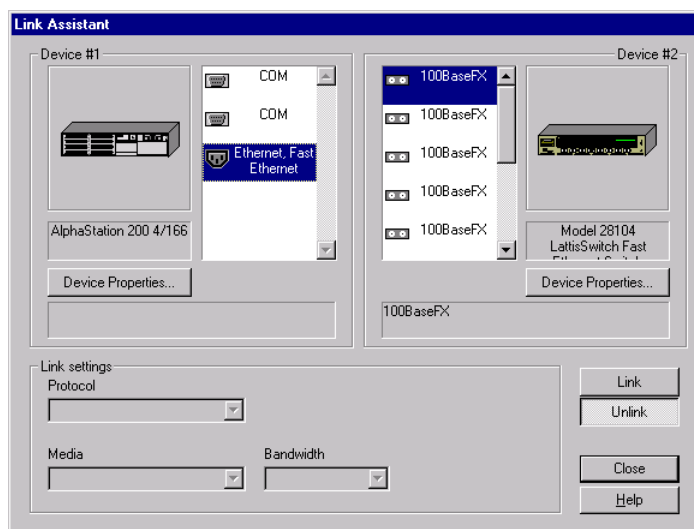 Link Assistant
Device #1
COM
COM
Ethernet, Fast
Ethernet
AlphaStation 200 4/166
Device Properties...
Device #2
100BaseFX
100BaseFX
100BaseFX
100BaseFX
100BaseFX
Model 28104
LattisSwitch Fast
Device Properties...
100BaseFX
Link settings
Protocol
Media
Bandwidth
Link
Unlink
Close
Help